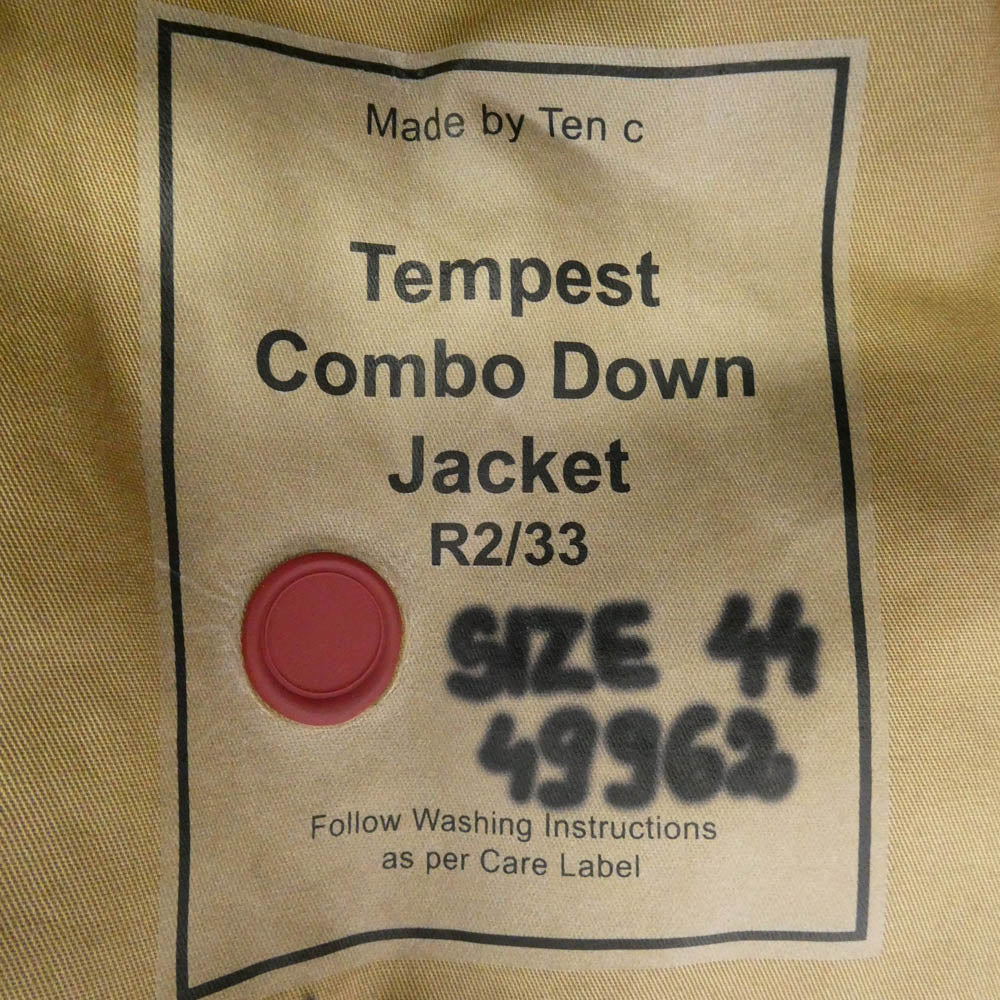 Made by Ten c
Tempest
Combo Down
Jacket
R2/33
SIZE 44
49962
Follow Washing Instructions
as per Care Label